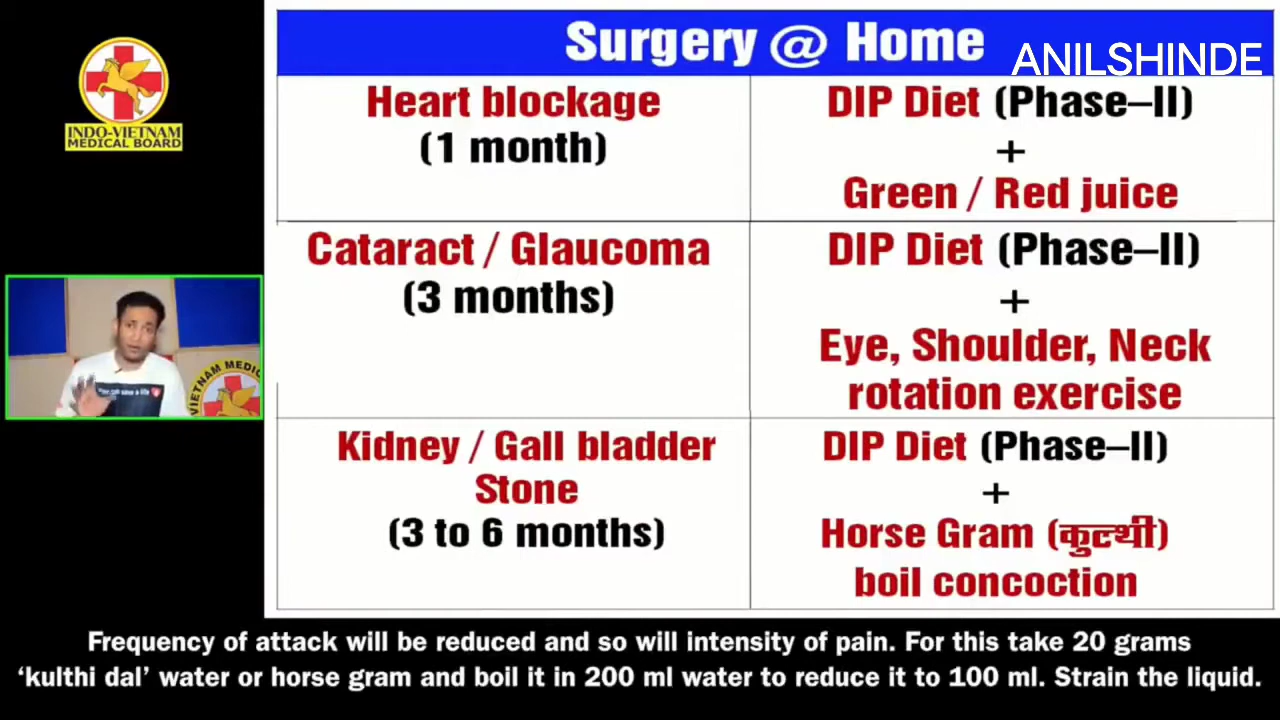 Surgery @ Home
ANILSHINDE
INDO-VIETNAM
MEDICAL BOARD
Heart blockage
(1 month)
DIP Diet (Phase–II)
+
Green / Red juice
Cataract / Glaucoma
(3 months)
DIP Diet (Phase–II)
+
Eye, Shoulder, Neck
rotation exercise
VIETNAM MEDIC
Kidney / Gall bladder
Stone
(3 to 6 months)
DIP Diet (Phase–II)
+
Horse Gram (कुल्थी)
boil concoction
Frequency of attack will be reduced and so will intensity of pain. For this take 20 grams
‘kulthi dal’ water or horse gram and boil it in 200 ml water to reduce it to 100 ml. Strain the liquid.